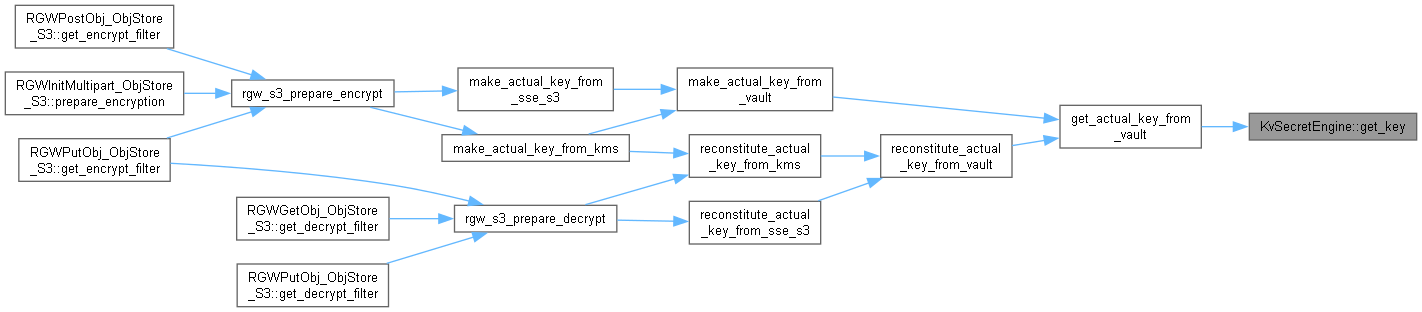 RGWPostObj_ObjStore
_S3::get_encrypt_filter
RGWInitMultipart_ObjStore
_S3::prepare_encryption
RGWPutObj_ObjStore
_S3::get_encrypt_filter
rgw_s3_prepare_encrypt
make_actual_key_from
_sse_s3
make_actual_key_from_kms
make_actual_key_from
_vault
reconstitute_actual
_key_from_kms
reconstitute_actual
_key_from_vault
get_actual_key_from
_vault
KvSecretEngine::get_key
RGWGetObj_ObjStore
_S3::get_decrypt_filter
rgw_s3_prepare_decrypt
reconstitute_actual
_key_from_sse_s3
RGWPutObj_ObjStore
_S3::get_decrypt_filter